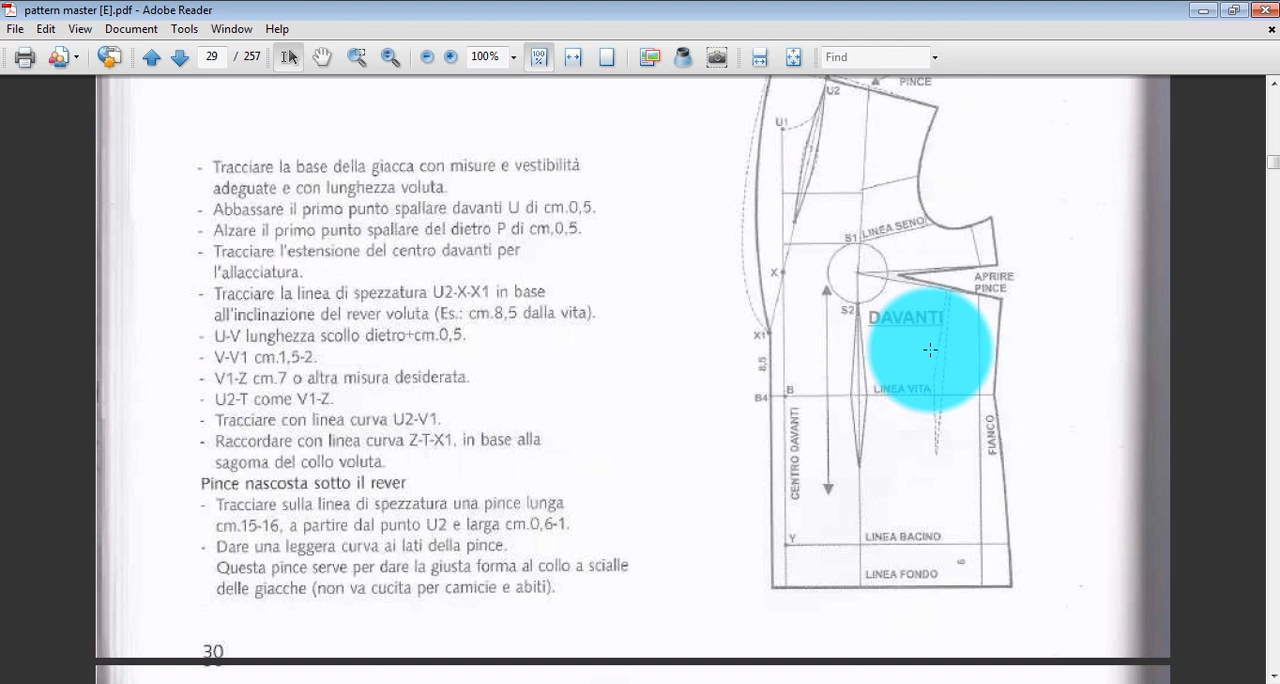 pattern master [E].pdf - Adobe Reader
File Edit View Document Tools Window Help
29 / 257 100% Find
- Tracciare la base della giacca con misure e vestibilità
adeguate e con lunghezza voluta.
- Abbassare il primo punto spallare davanti U di cm.0,5.
- Alzare il primo punto spallare del dietro P di cm,0,5.
- Tracciare l'estensione del centro davanti per
l'allacciatura.
- Tracciare la linea di spezzatura U2-X-X1 in base
all'inclinazione del rever voluta (Es.: cm.8,5 dalla vita).
- U-V lunghezza scollo dietro+cm.0,5.
- V-V1 cm.1,5-2.
- V1-Z cm.7 o altra misura desiderata.
- U2-T come V1-Z.
- Tracciare con linea curva U2-V1.
- Raccordare con linea curva Z-T-X1, in base alla
sagoma del collo voluta.
Pince nascosta sotto il rever
- Tracciare sulla linea di spezzatura una pince lunga
cm.15-16, a partire dal punto U2 e larga cm.0,6-1.
- Dare una leggera curva ai lati della pince.
Questa pince serve per dare la giusta forma al collo a scialle
delle giacche (non va cucita per camicie e abiti).
30
PINCE
U2
U1
S1 LINEA SENO
X
APRIRE
PINCE
S2
DAVANTI
X1
8,5
B
LINEA VITA
B4
CENTRO DAVANTI
FIANCO
Y
LINEA BACINO
6
LINEA FONDO